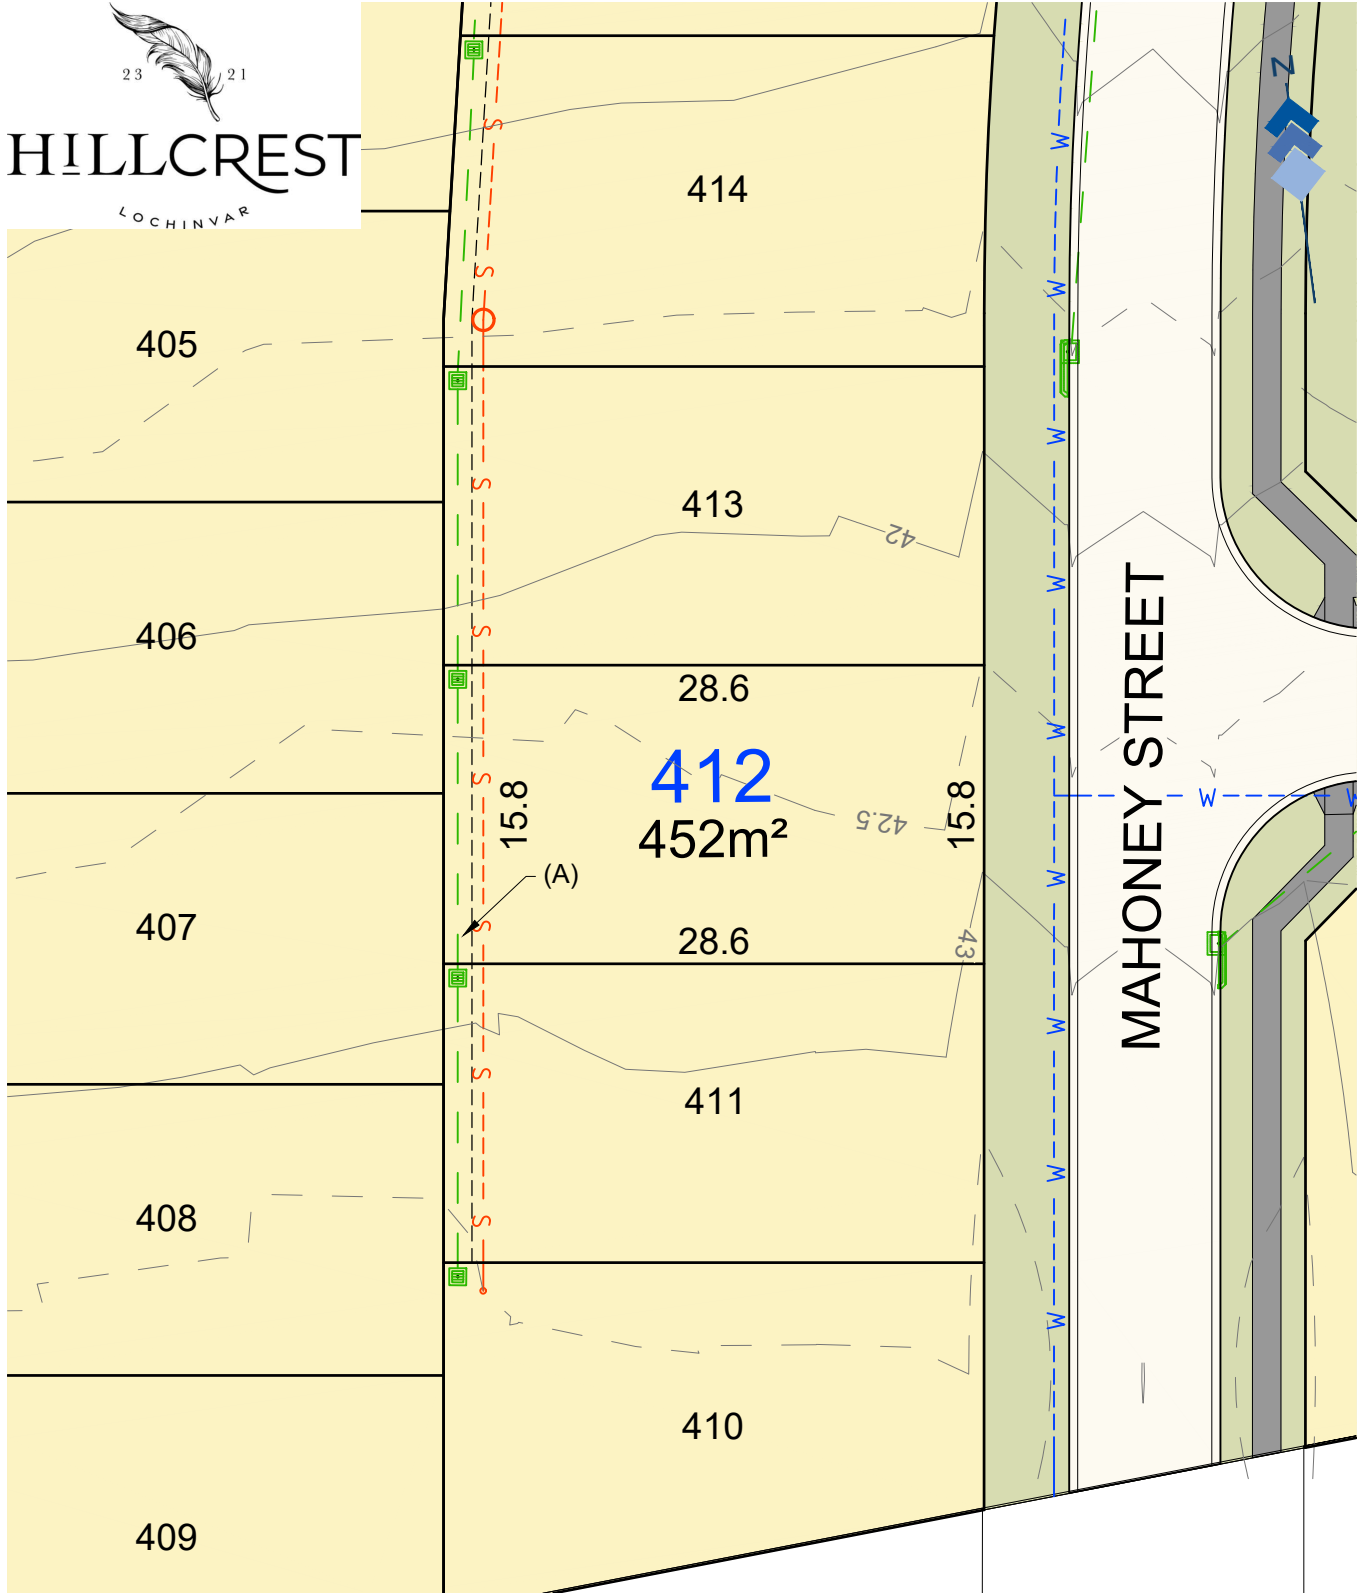 23 21
HILLCREST
LOCHINVAR
N
S
W
414
S
W
405
W
413
S
42
W
406
S
28.6
W
412
S
15.8
15.8
W
W
452m²
42.5
MAHONEY STREET
(A)
W
407
S
28.6
43
W
S
411
W
408
S
W
410
409